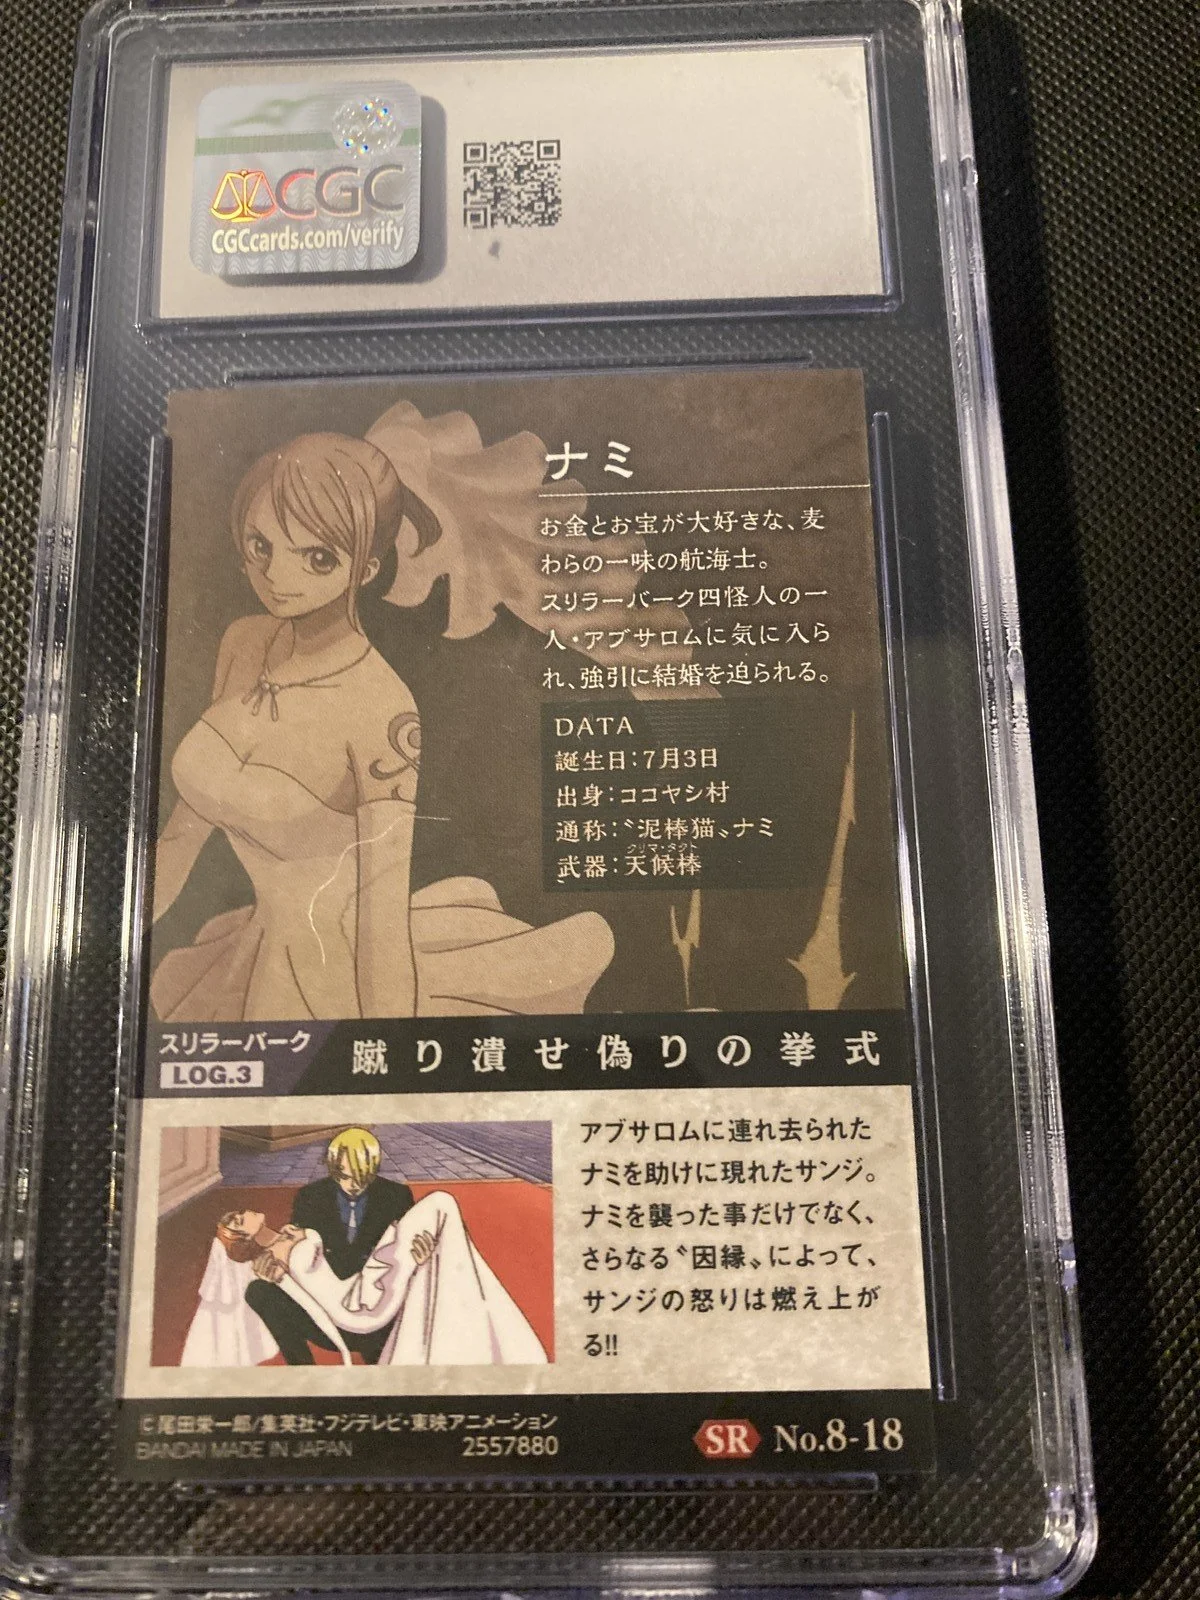 CGC
CGCcards.com/verify
ナミ
お金とお宝が大好きな、麦
わらの一味の航海士。
スリラーバーク四怪人の一
人・アブサロムに気に入ら
れ、強引に結婚を迫られる。
DATA
誕生日：7月3日
出身：ココヤシ村
通称：〝泥棒猫〟ナミ
クリマ・タクト
武器：天候棒
スリラーバーク
LOG.3
蹴り潰せ偽りの挙式
アブサロムに連れ去られた
ナミを助けに現れたサンジ。
ナミを襲った事だけでなく、
さらなる〝因縁〟によって、
サンジの怒りは燃え上が
る!!
©尾田栄一郎/集英社・フジテレビ・東映アニメーション
BANDAI MADE IN JAPAN 2557880
SR No.8-18